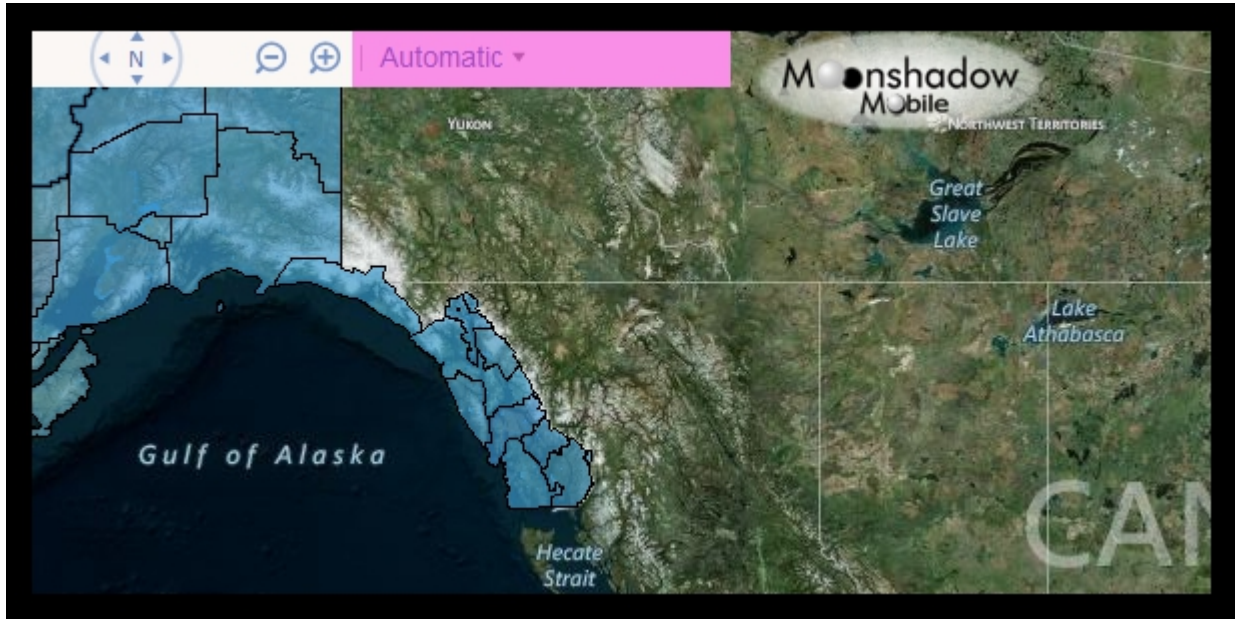 N
Automatic
Moonshadow
Mobile
YUKON
NORTHWEST TERRITORIES
Great
Slave
Lake
Lake
Athabasca
Gulf of Alaska
CAN
Hecate
Strait